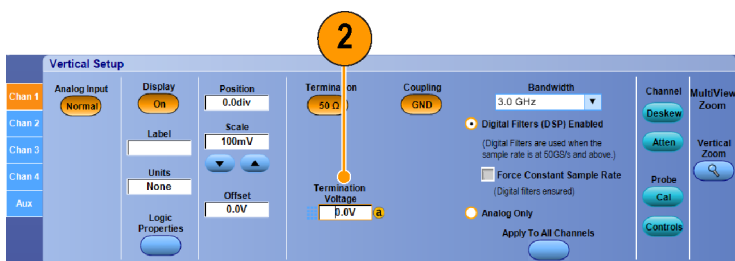 2
Vertical Setup
Chan 1
Chan 2
Chan 3
Chan 4
Aux
Analog Input
Normal
Display
On
Label
Units
None
Logic
Properties
Position
0.0div
Scale
100mV
Offset
0.0V
Termination
50 Ω
Termination
Voltage
0.0V
a
Coupling
GND
Bandwidth
3.0 GHz
Digital Filters (DSP) Enabled
(Digital Filters are used when the
sample rate is at 50GS/s and above.)
Force Constant Sample Rate
(Digital filters ensured)
Analog Only
Apply To All Channels
Channel
Deskew
Atten
Probe
Cal
Controls
MultiView
Zoom
Vertical
Zoom